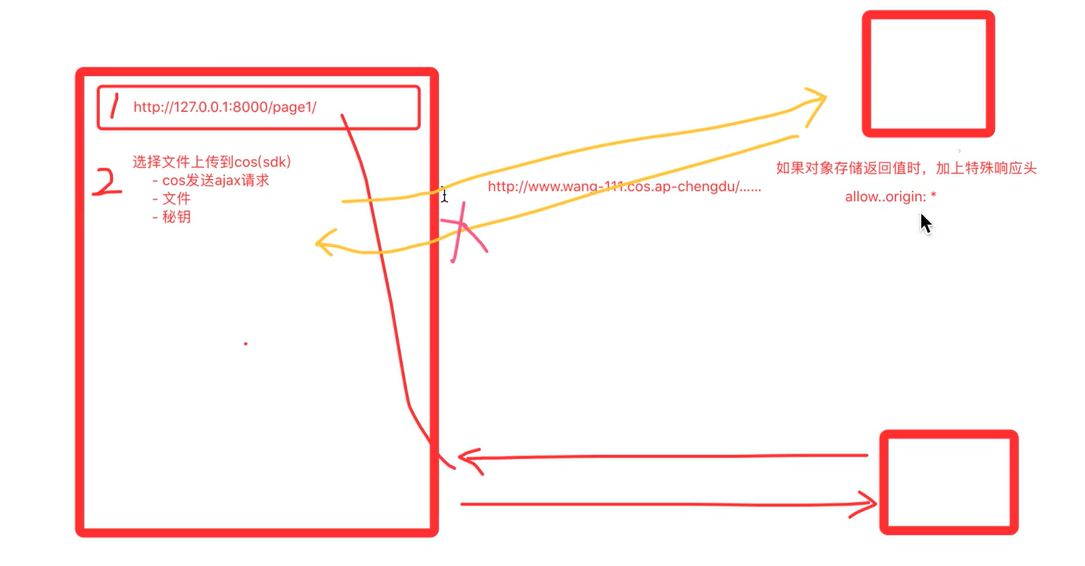 1 http://127.0.0.1:8000/page1/
2 选择文件上传到cos(sdk)
- cos发送ajax请求
- 文件
- 秘钥
http://www.wang-111.cos.ap-chengdu/......
如果对象存储返回值时，加上特殊响应头
allow..origin: *